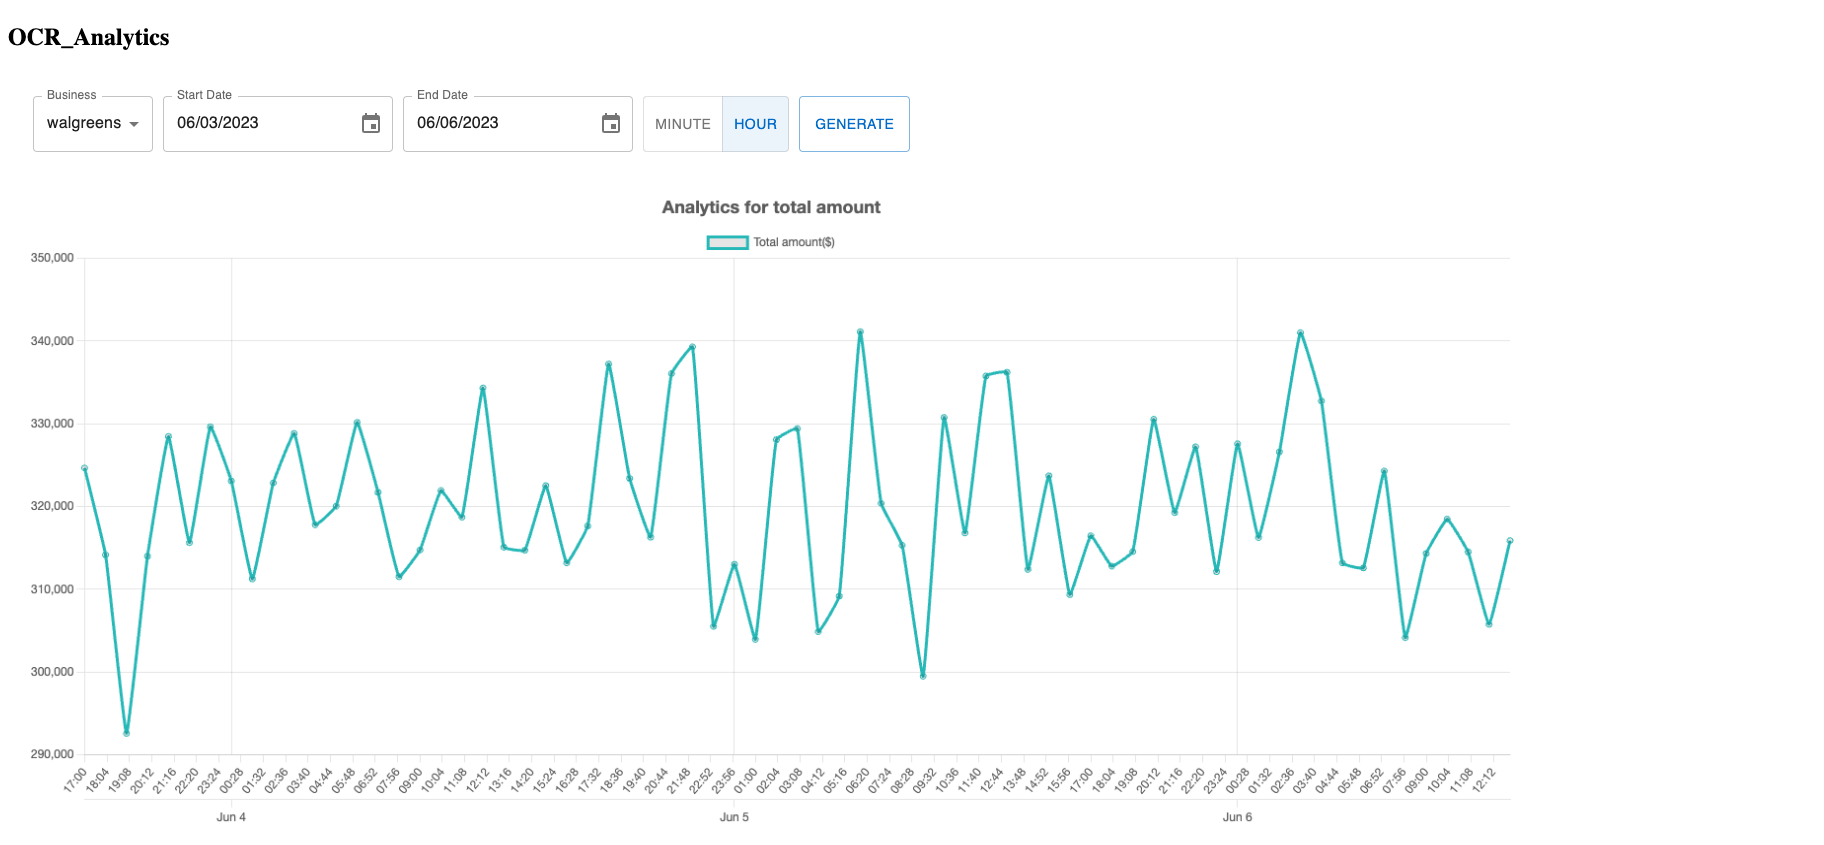 OCR_Analytics
Business
Start Date
End Date
walgreens
06/03/2023
06/06/2023
MINUTE
HOUR
GENERATE
Analytics for total amount
Total amount($)
350,000
340,000
330,000
320,000
310,000
300,000
290,000
17:00 18:04 19:08 20:12 21:16 22:20 23:24 00:28 01:32 02:36 03:40 04:44 05:48 06:52 07:56 09:00 10:04 11:08 12:12 13:16 14:20 15:24 16:28 17:32 18:36 19:40 20:44 21:48 22:52 23:56 01:00 02:04 03:08 04:12 05:16 06:20 07:24 08:28 09:32 10:36 11:40 12:44 13:48 14:52 15:56 17:00 18:04 19:08 20:12 21:16 22:20 23:24 00:28 01:32 02:36 03:40 04:44 05:48 06:52 07:56 09:00 10:04 11:08 12:12
Jun 4 Jun 5 Jun 6